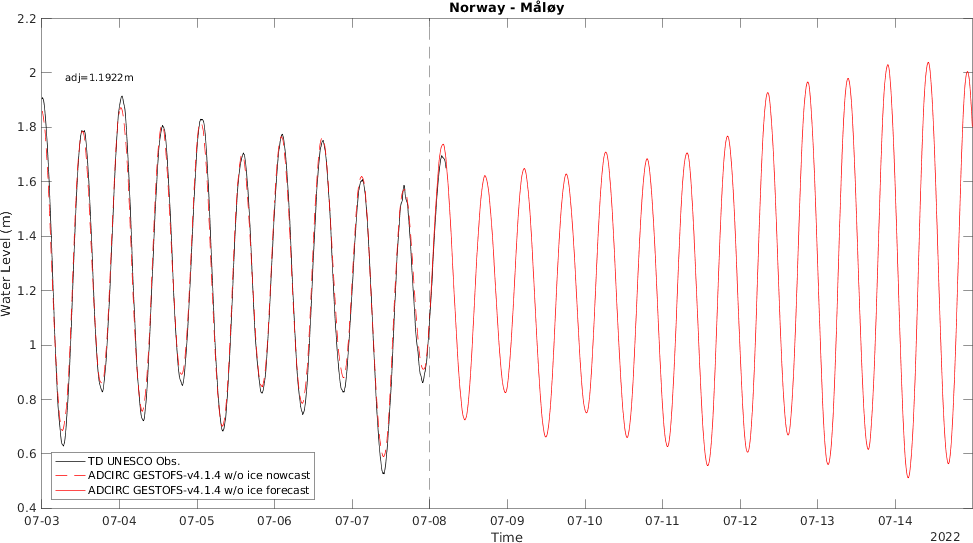 Norway - Måløy
2.2
2
1.8
1.6
1.4
1.2
1
0.8
0.6
0.4
Water Level (m)
adj=1.1922m
TD UNESCO Obs.
ADCIRC GESTOFS-v4.1.4 w/o ice nowcast
ADCIRC GESTOFS-v4.1.4 w/o ice forecast
07-03 07-04 07-05 07-06 07-07 07-08 07-09 07-10 07-11 07-12 07-13 07-14
Time
2022